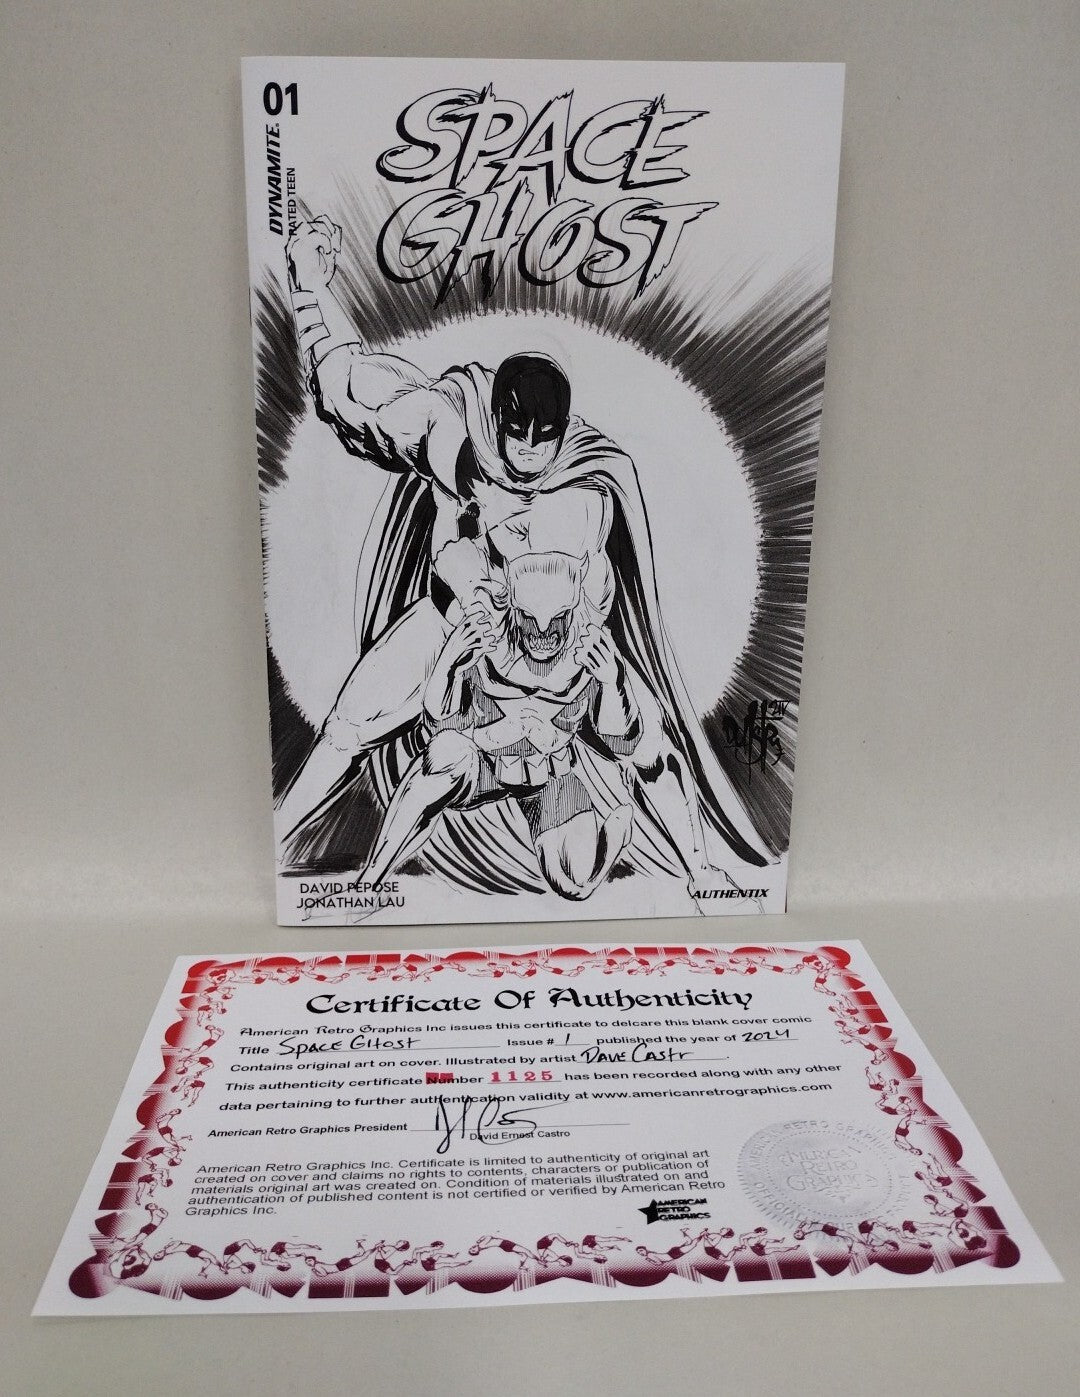 01
DYNAMITE®
RATED TEEN
SPACE
GHOST
21V
DAVID PEPOSE
JONATHAN LAU
AUTHENTIX
Certificate Of Authenticity
American Retro Graphics Inc issues this certificate to delcare this blank cover comic
Title Space Ghost Issue # 1 published the year of 2024
Contains original art on cover. Illustrated by artist Dave Castr .
This authenticity certificate Number 1125 has been recorded along with any other
data pertaining to further authentication validity at www.americanretrographics.com
American Retro Graphics President
David Ernest Castro
American Retro Graphics Inc. Certificate is limited to authenticity of original art
created on cover and claims no rights to contents, characters or publication of
materials original art was created on. Condition of materials illustrated on and
authentication of published content is not certified or verified by American Retro
Graphics Inc.
AMERICAN
RETRO
GRAPHICS
AMERICAN
RETRO
GRAPHICS